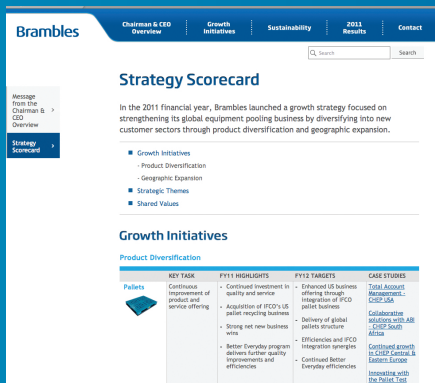 Brambles
Chairman & CEO
Overview
Growth
Initiatives
Sustainability
2011
Results
Contact
Search
Search
Message
from the
Chairman &
CEO
Overview
>
Strategy
Scorecard
>
Strategy Scorecard
In the 2011 financial year, Brambles launched a growth strategy focused on
strengthening its global equipment pooling business by diversifying into new
customer sectors through product diversification and geographic expansion.
Growth Initiatives
- Product Diversification
- Geographic Expansion
Strategic Themes
Shared Values
Growth Initiatives
Product Diversification
KEY TASK
FY11 HIGHLIGHTS
FY12 TARGETS
CASE STUDIES
Pallets
Continuous
improvement of
product and
service offering
- Continued investment in
quality and service
- Acquisition of IFCO's US
pallet recycling business
- Strong net new business
wins
- Better Everyday program
delivers further quality
improvements and
efficiencies
- Enhanced US business
offering through
integration of IFCO
pallet business
- Delivery of global
pallets structure
- Efficiencies and IFCO
integration synergies
- Continued Better
Everyday efficiencies
Total Account
Management -
CHEP USA
Collaborative
solutions with ABI
- CHEP South
Africa
Continued growth
in CHEP Central &
Eastern Europe
Innovating with
the Pallet Test